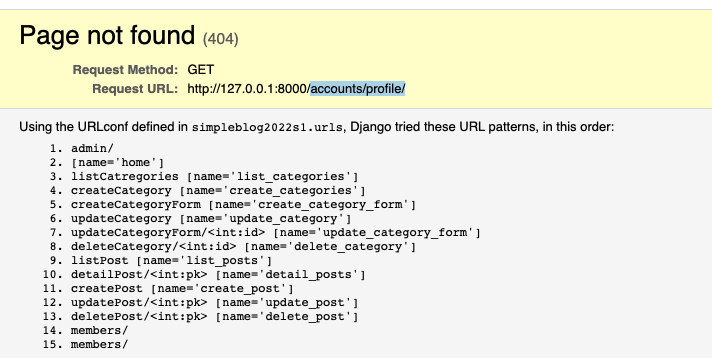 Page not found (404)
Request Method: GET
Request URL: http://127.0.0.1:8000/accounts/profile/
Using the URLconf defined in simpleblog2022s1.urls, Django tried these URL patterns, in this order:
1. admin/
2. [name='home']
3. listCatregories [name='list_categories']
4. createCategory [name='create_categories']
5. createCategoryForm [name='create_category_form']
6. updateCategory [name='update_category']
7. updateCategoryForm/<int:id> [name='update_category_form']
8. deleteCategory/<int:id> [name='delete_category']
9. listPost [name='list_posts']
10. detailPost/<int:pk> [name='detail_posts']
11. createPost [name='create_post']
12. updatePost/<int:pk> [name='update_post']
13. deletePost/<int:pk> [name='delete_post']
14. members/
15. members/